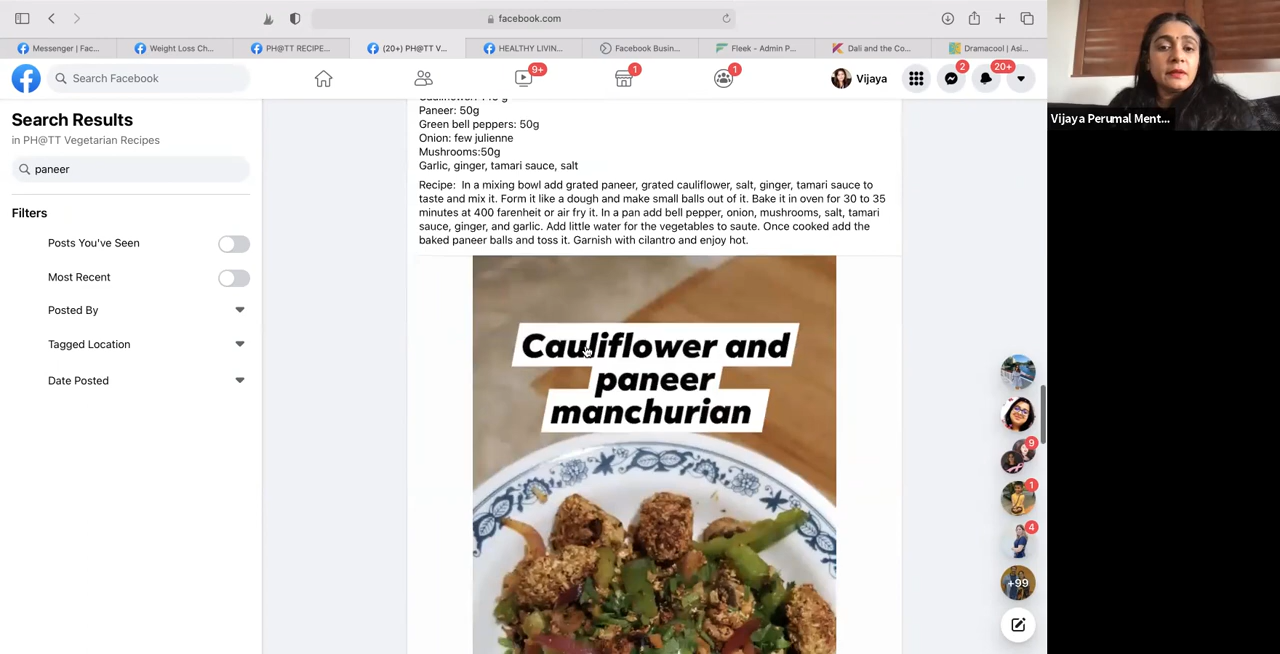 facebook.com
Messenger | Fac...
Weight Loss Ch...
PH@TT RECIPE...
(20+) PH@TT V...
HEALTHY LIVIN...
Facebook Busin...
Fleek - Admin P...
Dali and the Co...
Dramacool | Asi...
Search Facebook
9+
1
1
Vijaya
2
20+
Vijaya Perumal Ment...
Search Results
in PH@TT Vegetarian Recipes
paneer
Filters
Posts You've Seen
Most Recent
Posted By
Tagged Location
Date Posted
Paneer: 50g
Green bell peppers: 50g
Onion: few julienne
Mushrooms:50g
Garlic, ginger, tamari sauce, salt
Recipe:  In a mixing bowl add grated paneer, grated cauliflower, salt, ginger, tamari sauce to
taste and mix it. Form it like a dough and make small balls out of it. Bake it in oven for 30 to 35
minutes at 400 farenheit or air fry it. In a pan add bell pepper, onion, mushrooms, salt, tamari
sauce, ginger, and garlic. Add little water for the vegetables to saute. Once cooked add the
baked paneer balls and toss it. Garnish with cilantro and enjoy hot.
Cauliflower and
paneer
manchurian
9
1
4
+99